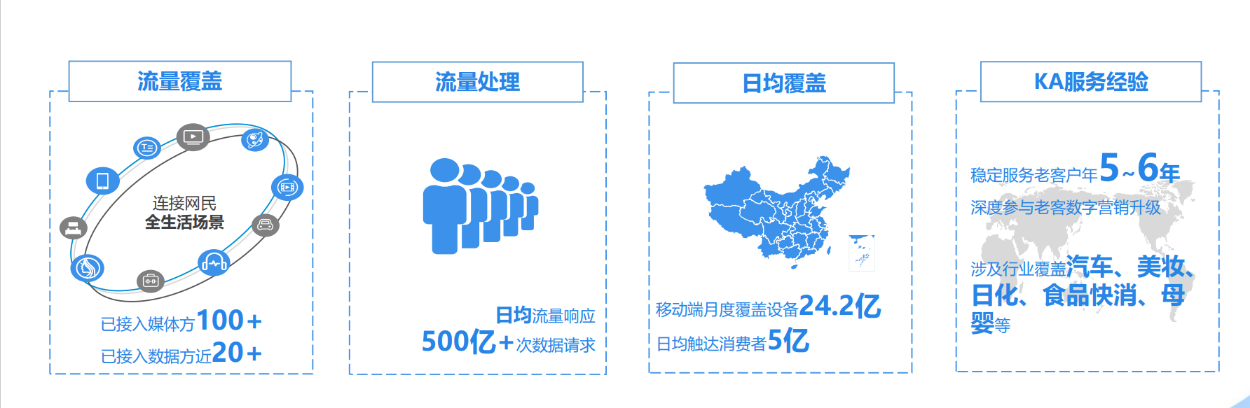 流量覆盖
连接网民
全生活场景
已接入媒体方100+
已接入数据方近20+
流量处理
日均流量响应
500亿+次数据请求
日均覆盖
移动端月度覆盖设备24.2亿
日均触达消费者5亿
KA服务经验
稳定服务老客户年5~6年
深度参与老客数字营销升级
涉及行业覆盖汽车、美妆、
日化、食品快消、母
婴等